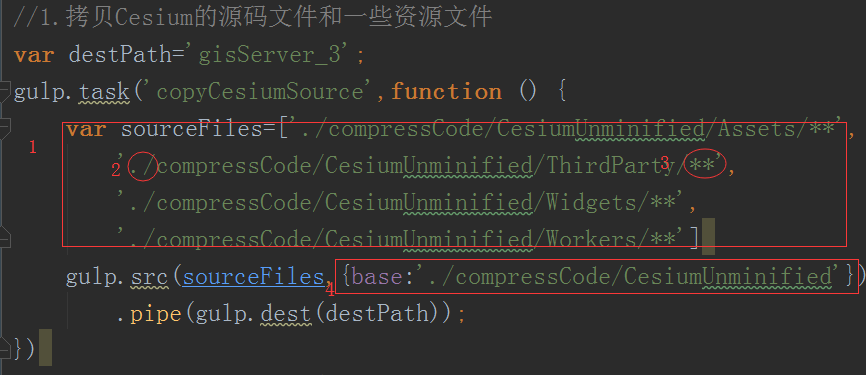 //1.拷贝Cesium的源码文件和一些资源文件
var destPath='gisServer_3';
gulp.task('copyCesiumSource',function () {
1 var sourceFiles=['./compressCode/CesiumUnminified/Assets/**',
2 './compressCode/CesiumUnminified/ThirdParty/3**',
'./compressCode/CesiumUnminified/Widgets/**',
'./compressCode/CesiumUnminified/Workers/**']
gulp.src(sourceFiles,4{base:'./compressCode/CesiumUnminified'})
.pipe(gulp.dest(destPath));
})